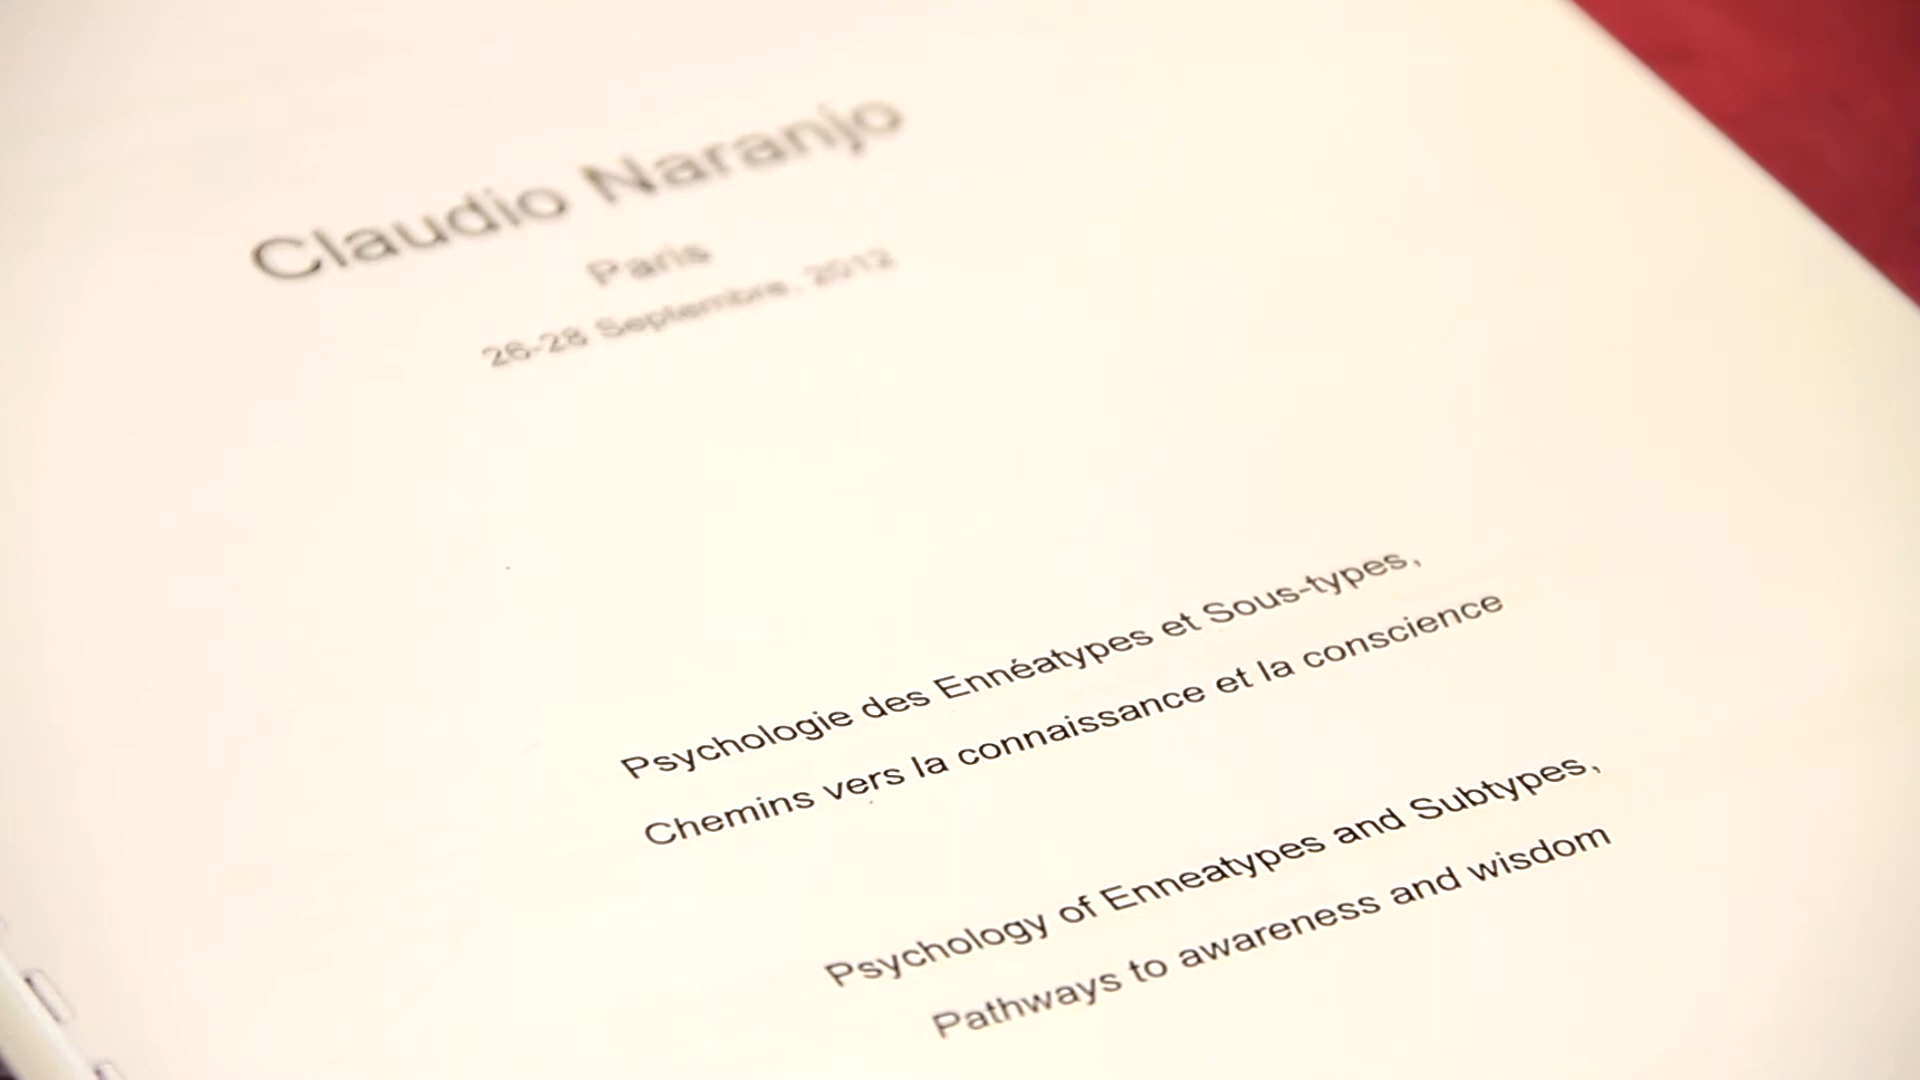 Claudio Naranjo
Paris
26-28 Septembre, 2012
Psychologie des Ennéatypes et Sous-types,
Chemins vers la connaissance et la conscience
Psychology of Enneatypes and Subtypes,
Pathways to awareness and wisdom